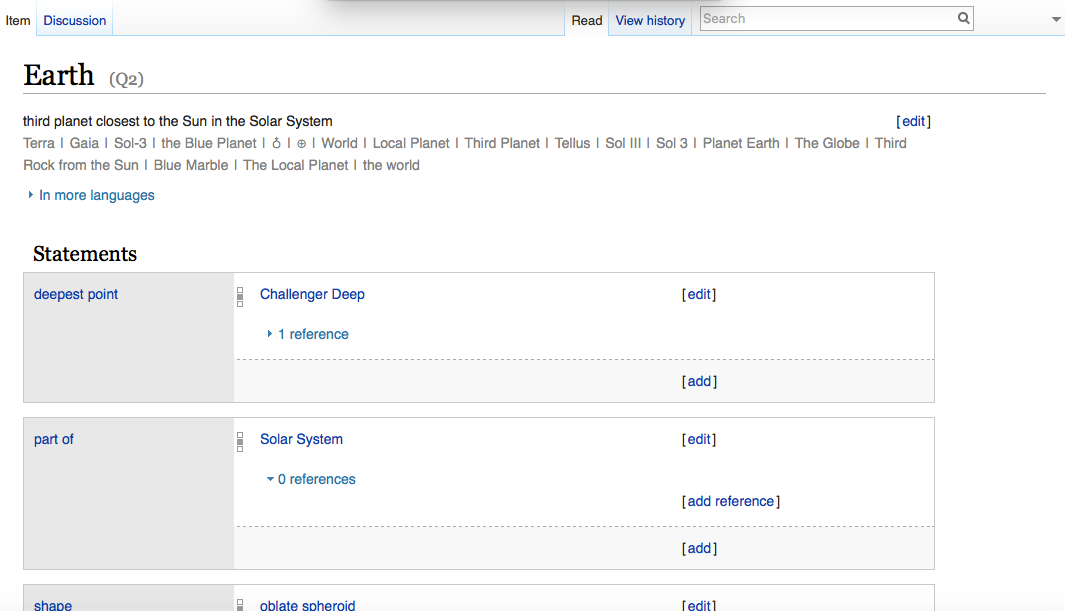 Item Discussion Read View history Search
Earth (Q2)
third planet closest to the Sun in the Solar System [edit]
Terra | Gaia | Sol-3 | the Blue Planet | ♁ | ⊕ | World | Local Planet | Third Planet | Tellus | Sol III | Sol 3 | Planet Earth | The Globe | Third
Rock from the Sun | Blue Marble | The Local Planet | the world
In more languages
Statements
deepest point Challenger Deep [edit]
1 reference
[add]
part of Solar System [edit]
0 references
[add reference]
[add]
shape oblate spheroid [edit]